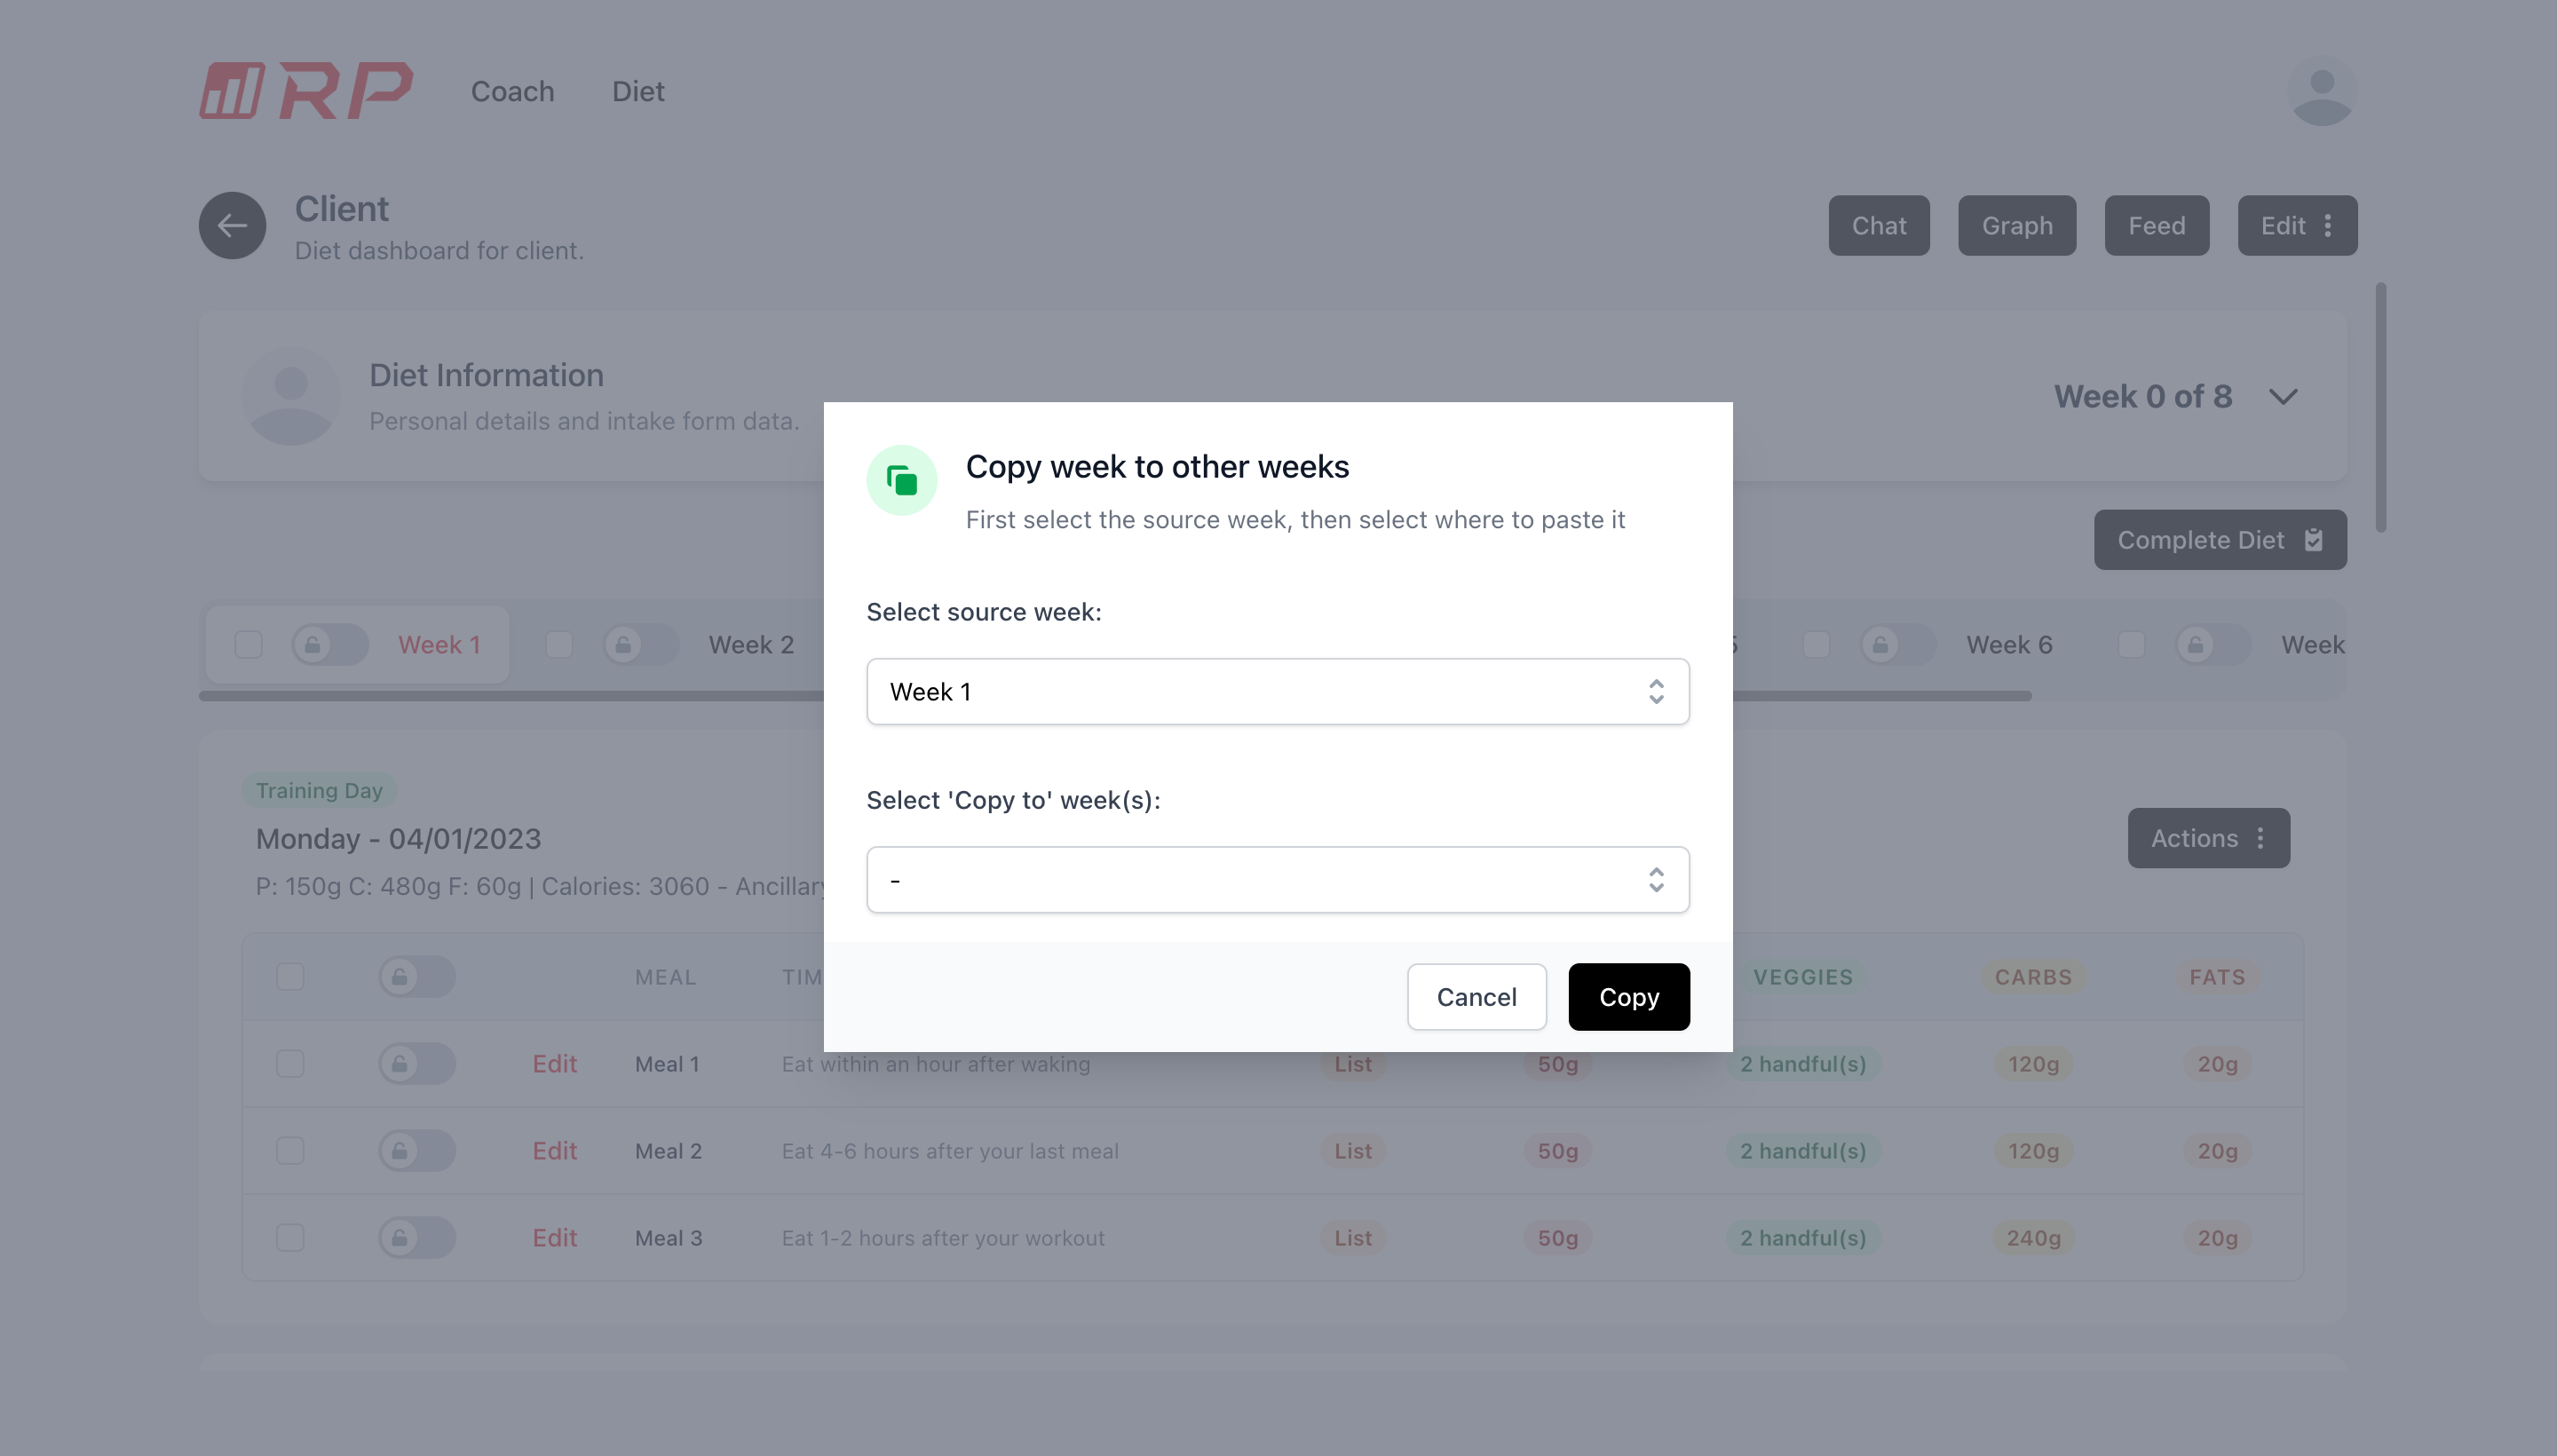 RP
Coach
Diet
Client
Diet dashboard for client.
Chat
Graph
Feed
Edit
Diet Information
Personal details and intake form data.
Week 0 of 8
Complete Diet
Week 1
Week 2
Week 6
Week
Copy week to other weeks
First select the source week, then select where to paste it
Select source week:
Week 1
Select 'Copy to' week(s):
-
Cancel
Copy
Training Day
Monday - 04/01/2023
P: 150g C: 480g F: 60g | Calories: 3060 - Ancillary
Actions
MEAL TIM VEGGIES CARBS FATS
Edit Meal 1 Eat within an hour after waking List 50g 2 handful(s) 120g 20g
Edit Meal 2 Eat 4-6 hours after your last meal List 50g 2 handful(s) 120g 20g
Edit Meal 3 Eat 1-2 hours after your workout List 50g 2 handful(s) 240g 20g